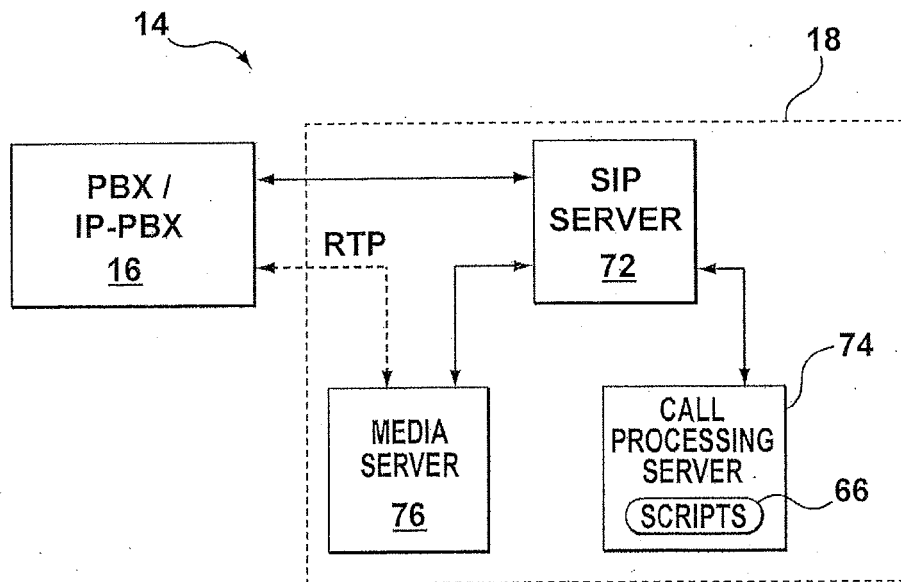 14
18
PBX /
IP-PBX
16
RTP
SIP
SERVER
72
74
MEDIA
SERVER
76
CALL
PROCESSING
SERVER
66
SCRIPTS